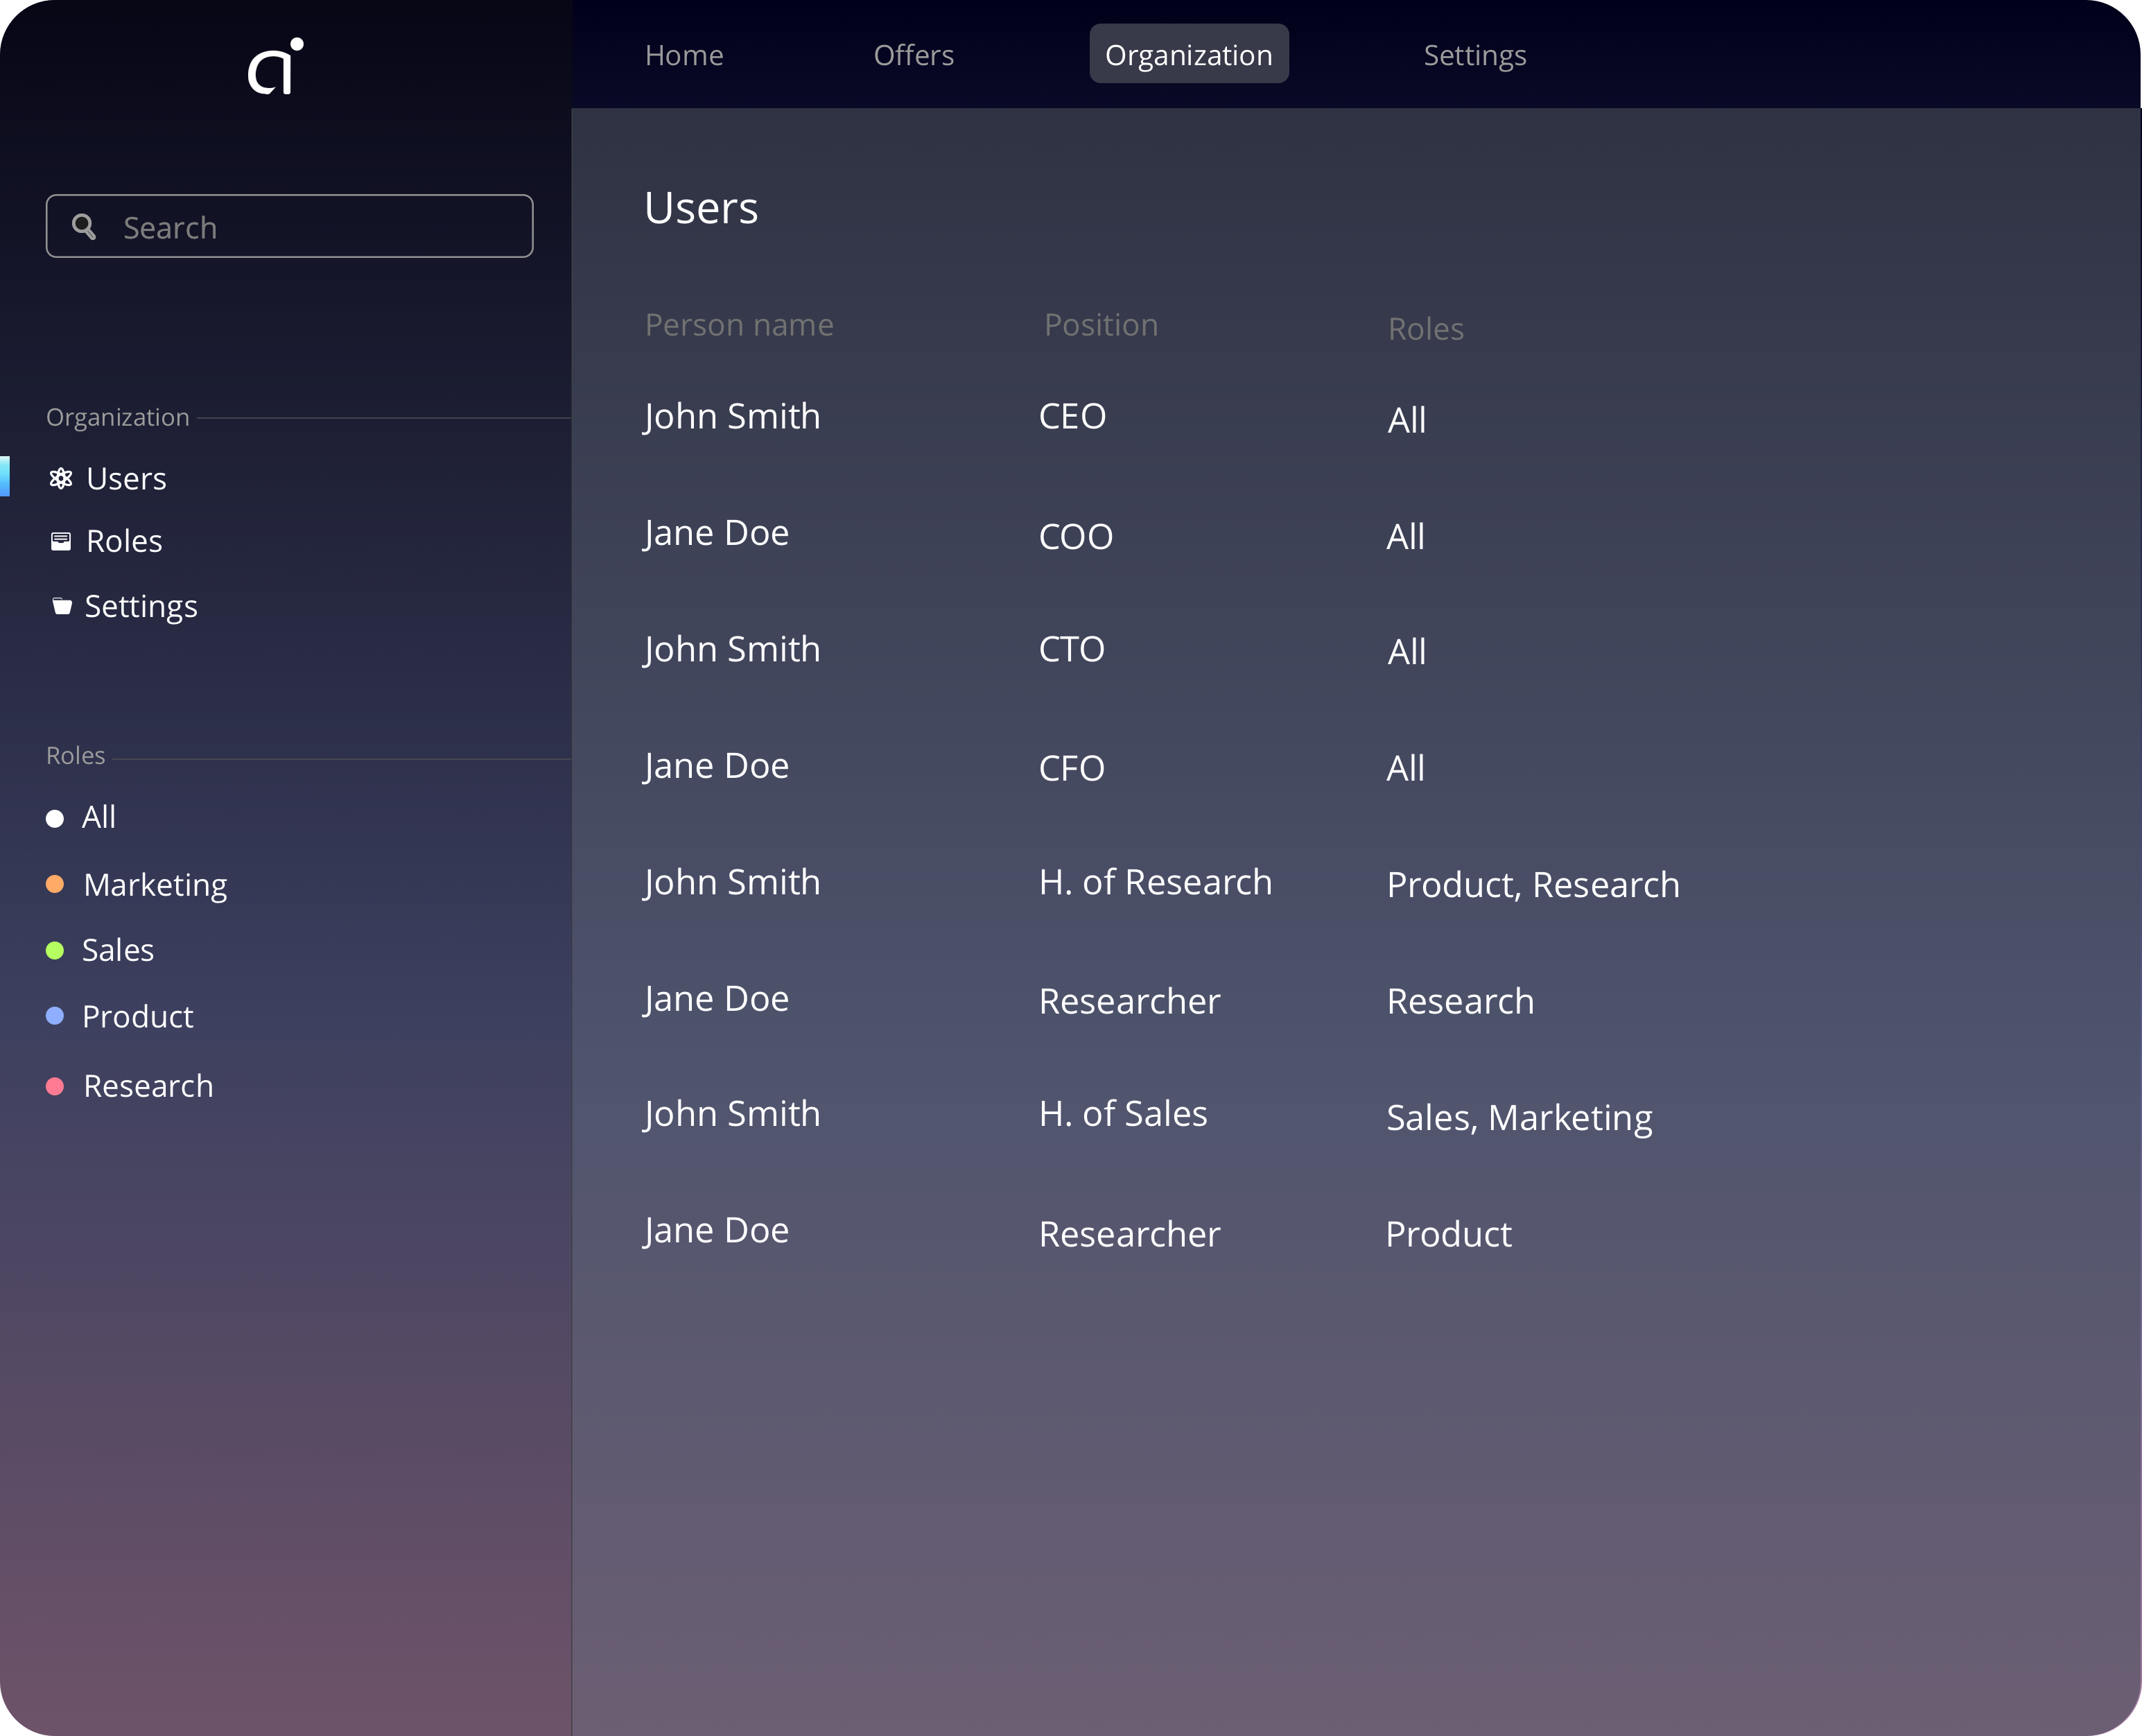 ai
Home Offers Organization Settings
Search
Organization
Users
Roles
Settings
Roles
All
Marketing
Sales
Product
Research
Users
Person name Position Roles
John Smith CEO All
Jane Doe COO All
John Smith CTO All
Jane Doe CFO All
John Smith H. of Research Product, Research
Jane Doe Researcher Research
John Smith H. of Sales Sales, Marketing
Jane Doe Researcher Product